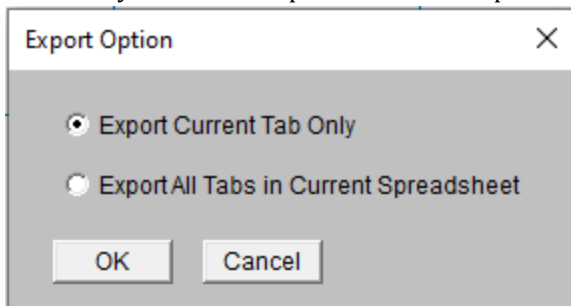 Export Option
Export Current Tab Only
Export All Tabs in Current Spreadsheet
OK Cancel